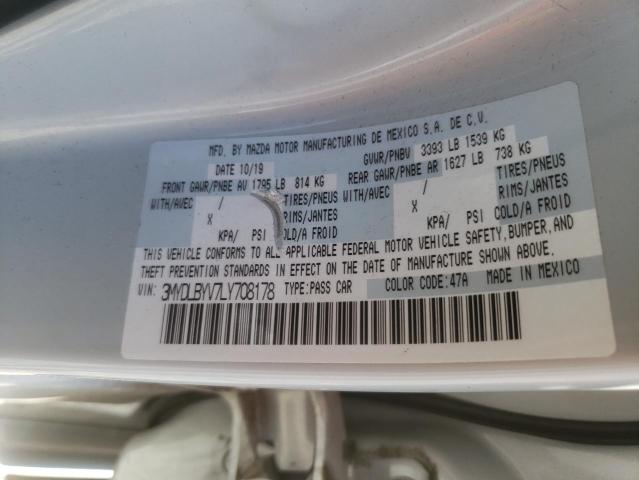 MFD. BY MAZDA MOTOR MANUFACTURING DE MEXICO S.A. DE C.V.
DATE 10/19 GVWR/PNBV 3393 LB 1539 KG
FRONT GAWR/PNBE AV 1795 LB 814 KG REAR GAWR/PNBE AR 1627 LB 738 KG
WITH/AVEC / TIRES/PNEUS WITH/AVEC / TIRES/PNEUS
X RIMS/JANTES X RIMS/JANTES
KPA/ PSI COLD/A FROID KPA/ PSI COLD/A FROID
THIS VEHICLE CONFORMS TO ALL APPLICABLE FEDERAL MOTOR VEHICLE SAFETY, BUMPER, AND
THEFT PREVENTION STANDARDS IN EFFECT ON THE DATE OF MANUFACTURE SHOWN ABOVE.
VIN: 3MYDLBYV7LY708178 TYPE:PASS CAR COLOR CODE:47A MADE IN MEXICO